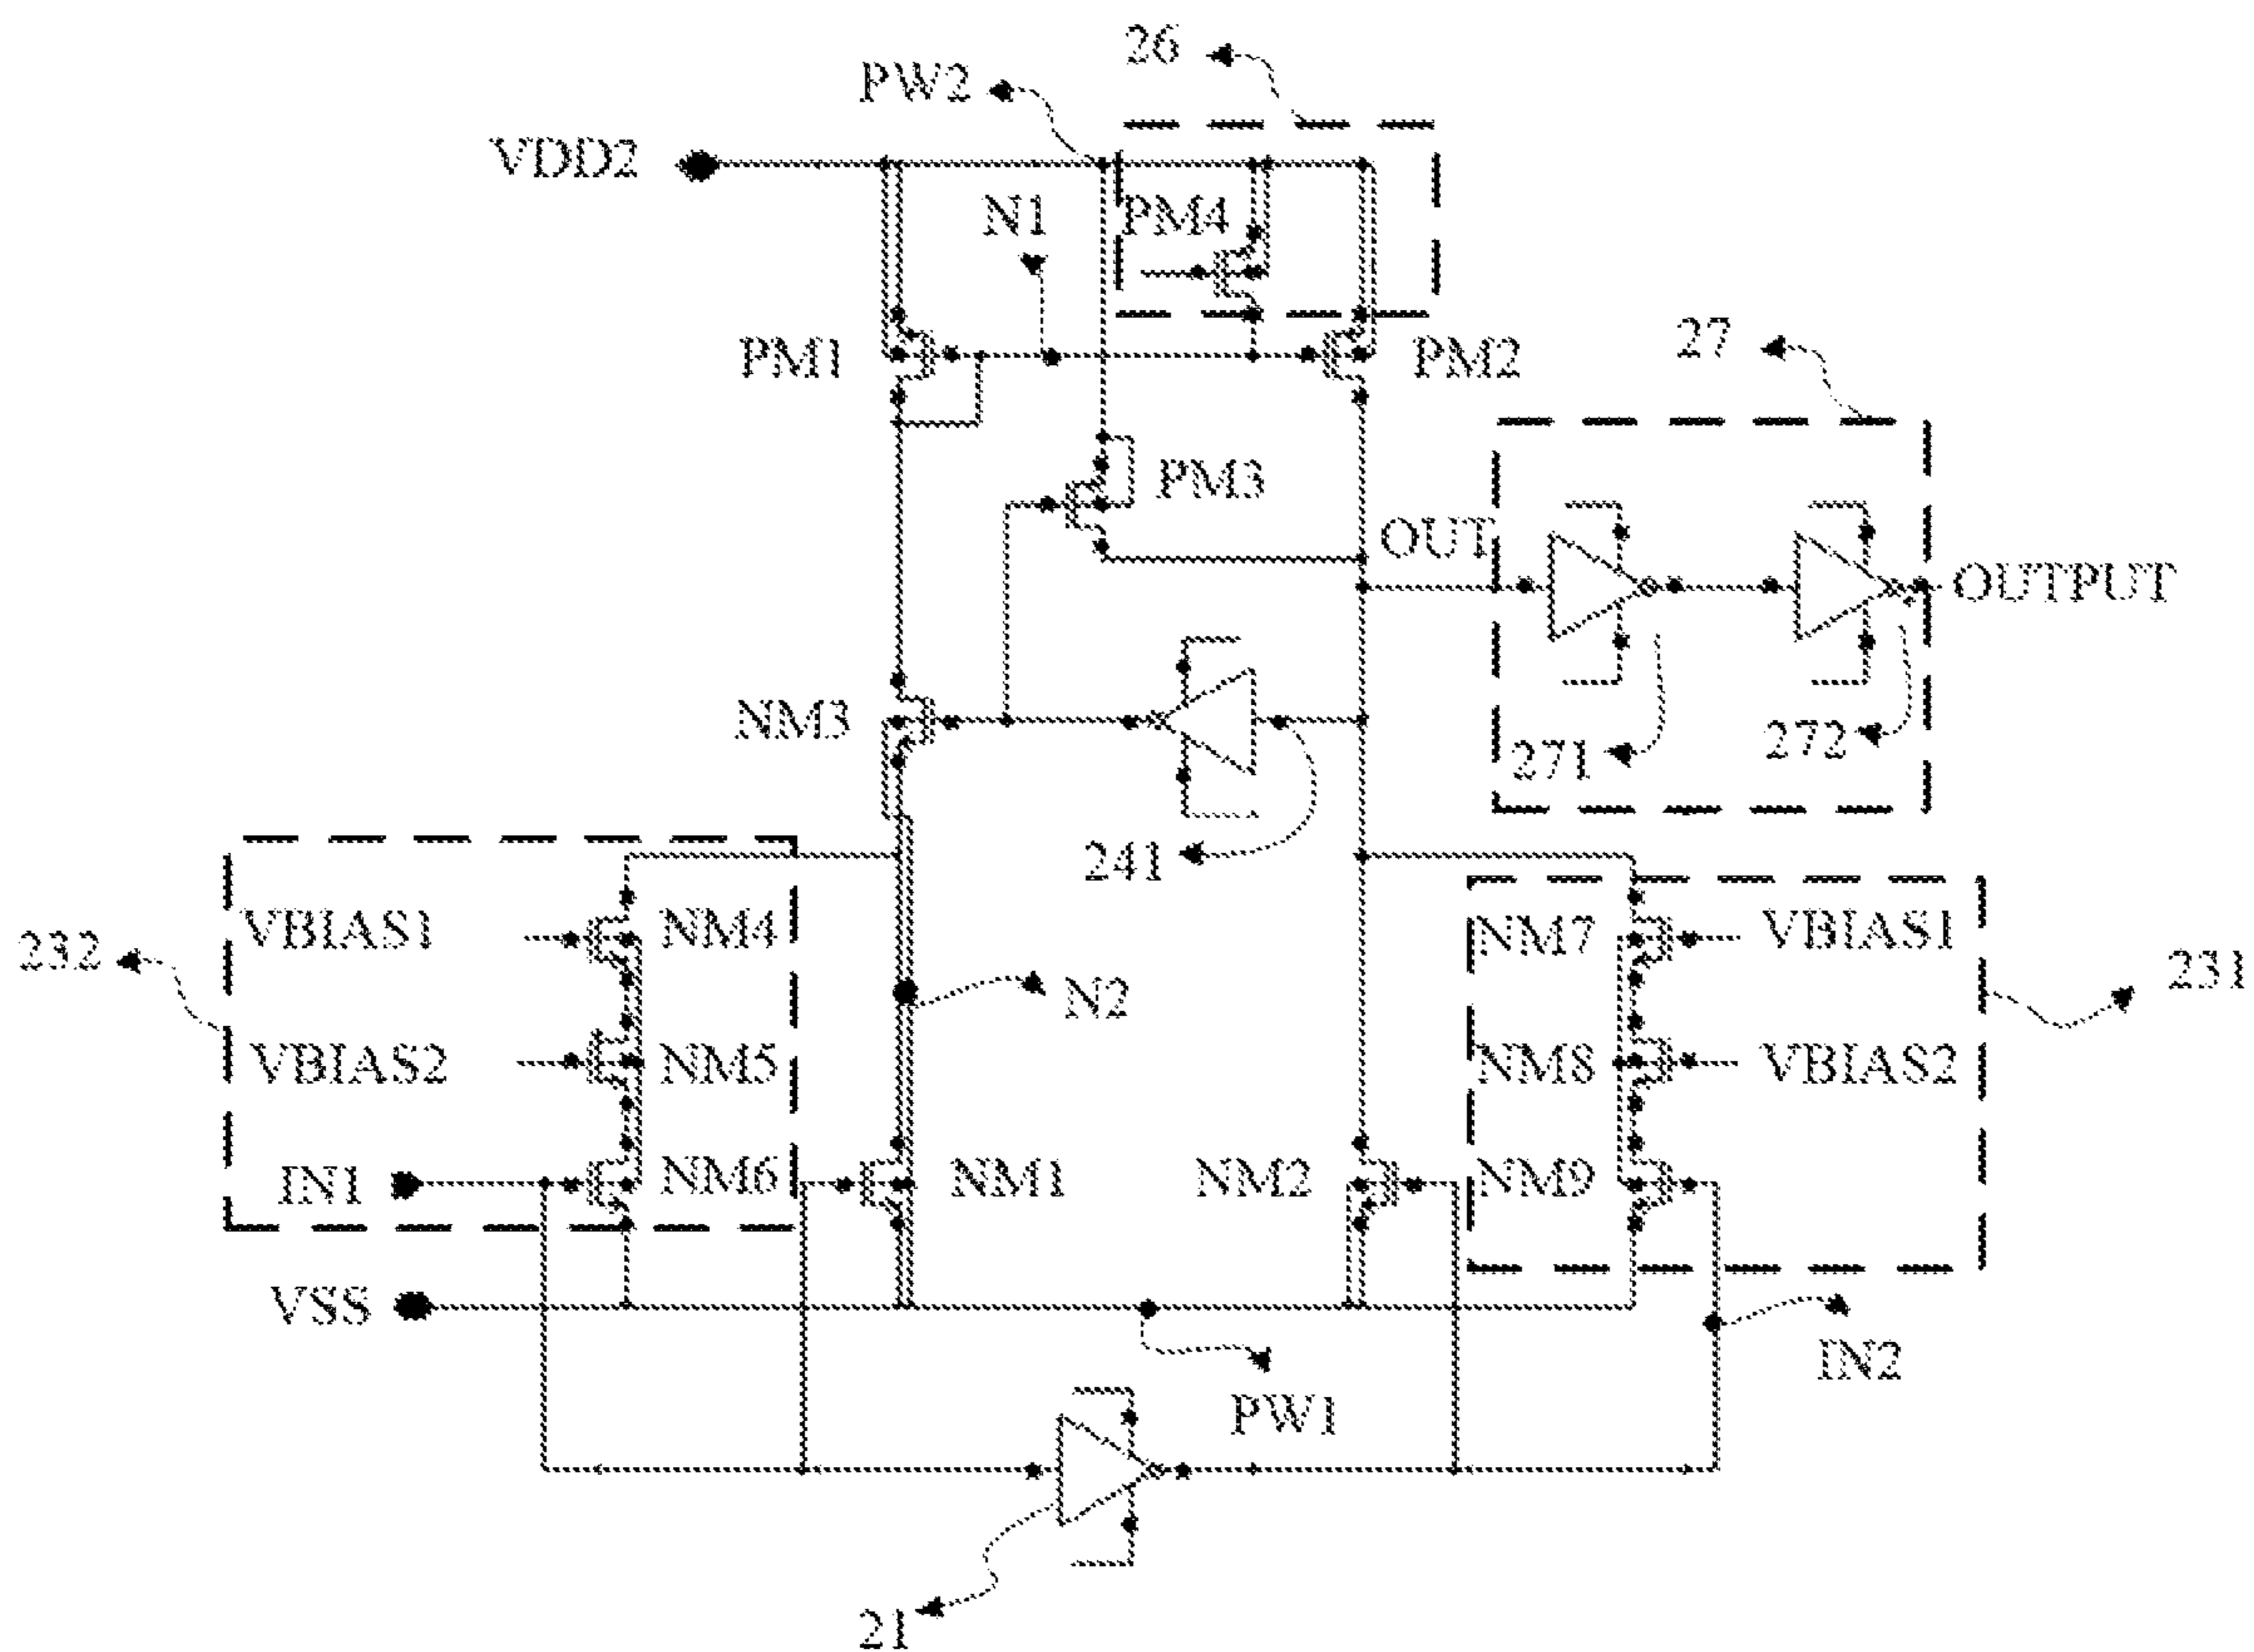 26
PW2
VDD2
N1
PM4
PM1
PM2
27
PM3
OUT
OUTPUT
NM3
271
272
241
VBIAS1
NM4
NM7
VBIAS1
232
231
N2
VBIAS2
NM5
NM8
VBIAS2
IN1
NM6
NM1
NM2
NM9
VSS
IN2
PW1
21